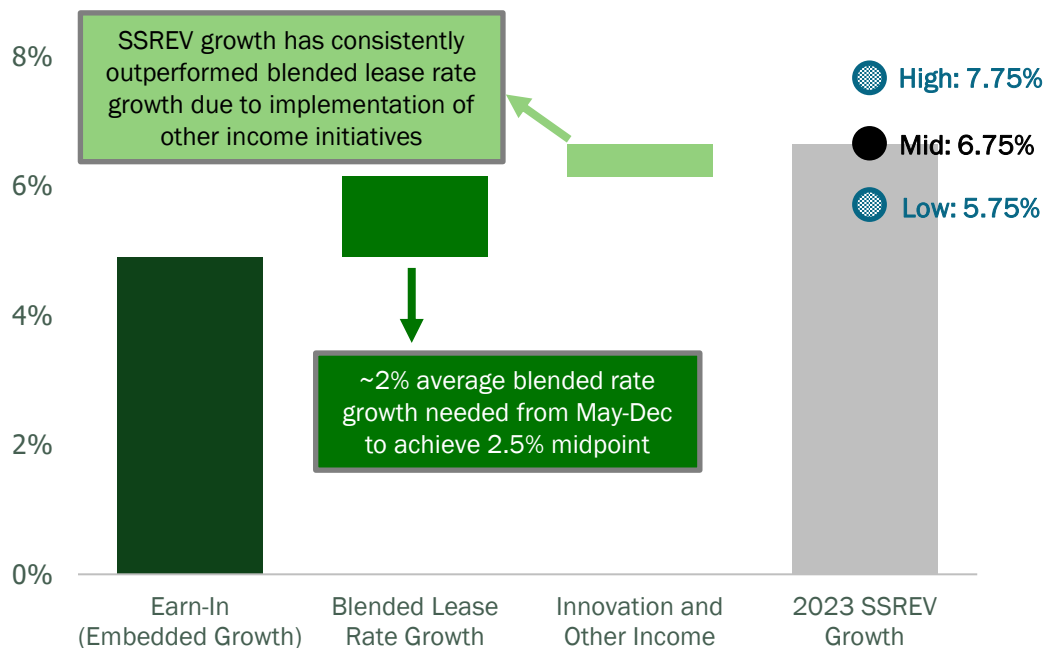 8%
6%
4%
2%
0%
SSREV growth has consistently
outperformed blended lease rate
growth due to implementation of
other income initiatives
High: 7.75%
Mid: 6.75%
Low: 5.75%
~2% average blended rate
growth needed from May-Dec
to achieve 2.5% midpoint
Earn-In
(Embedded Growth)
Blended Lease
Rate Growth
Innovation and
Other Income
2023 SSREV
Growth